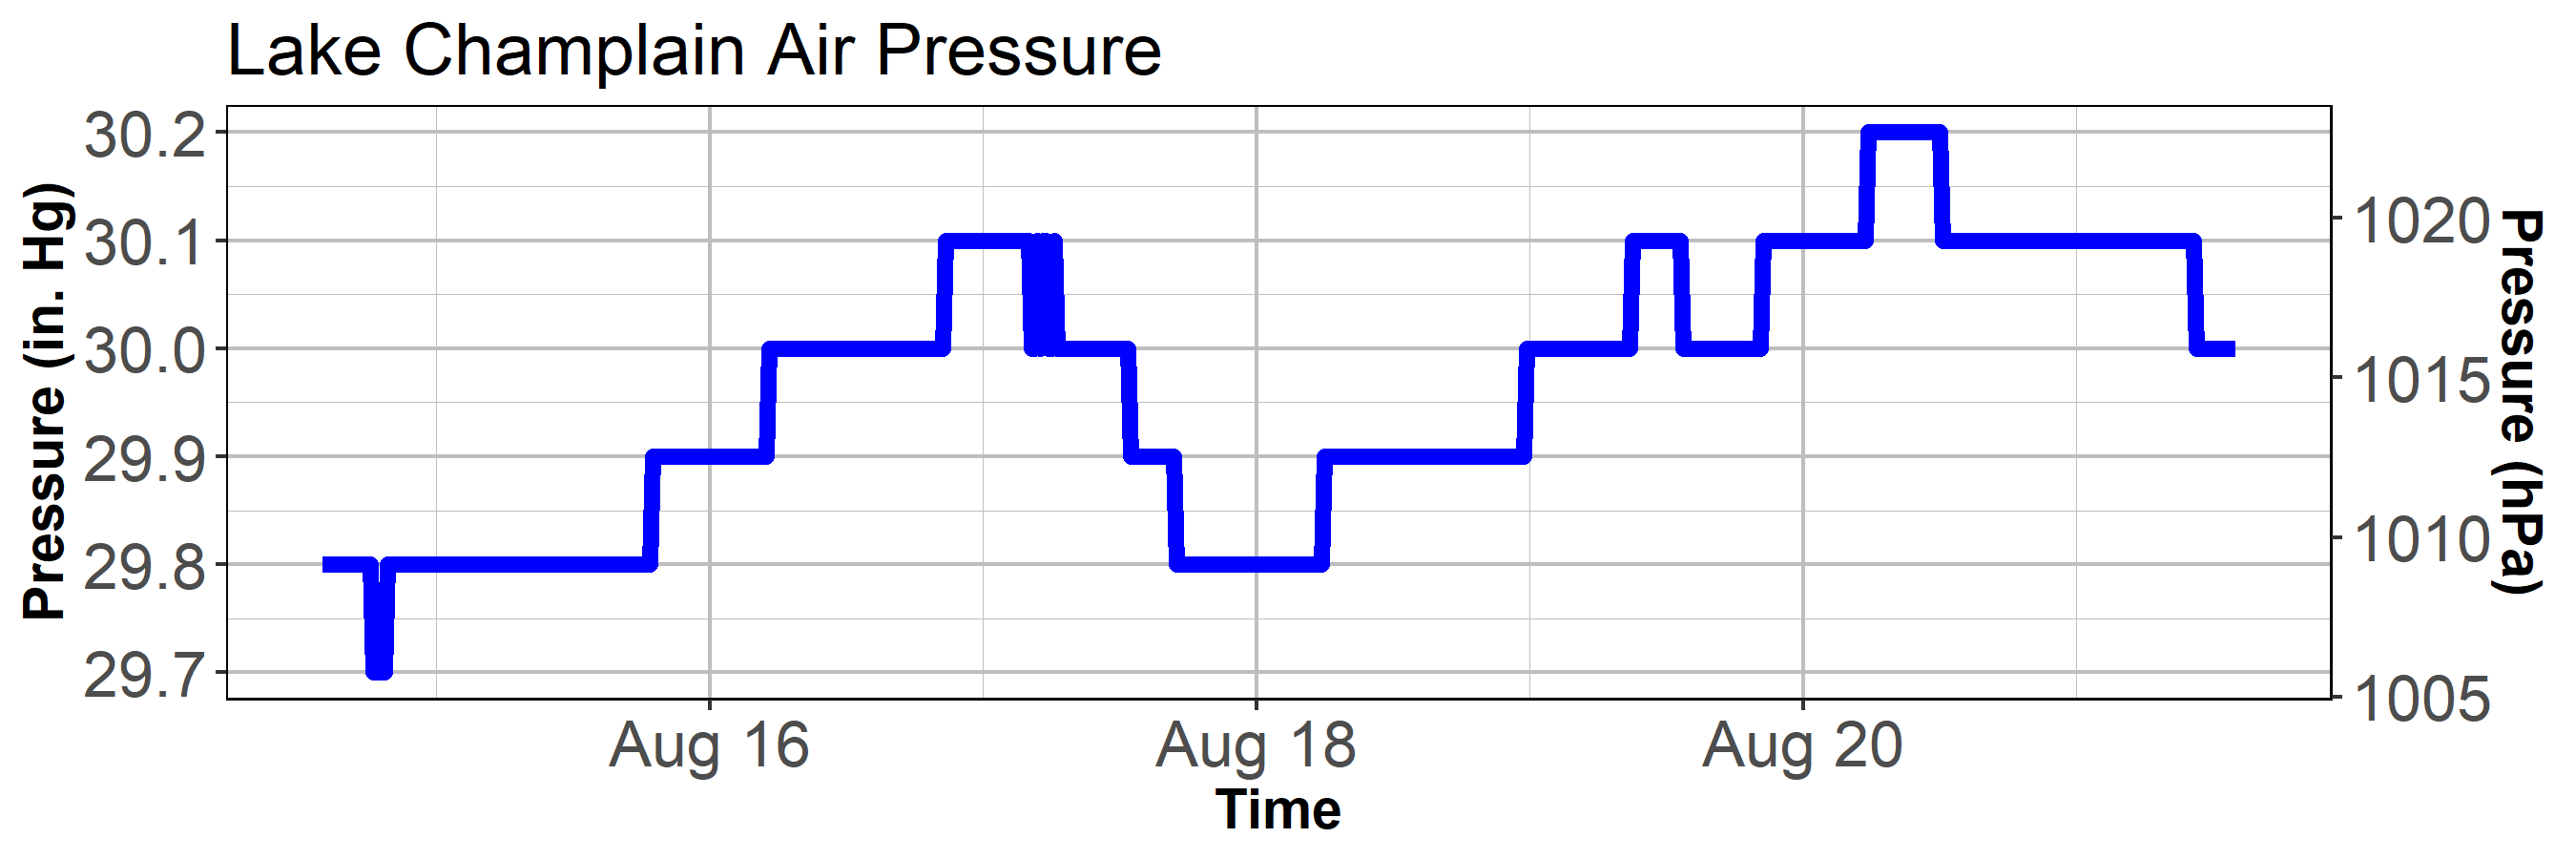 Lake Champlain Air Pressure
Pressure (in. Hg)
30.2
30.1
30.0
29.9
29.8
29.7
1020
1015
1010
1005
Pressure (hPa)
Aug 16
Aug 18
Aug 20
Time